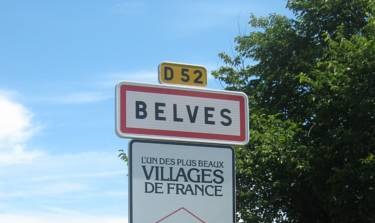 D 52
BELVES
L'UN DES PLUS BEAUX
VILLAGES
DE FRANCE